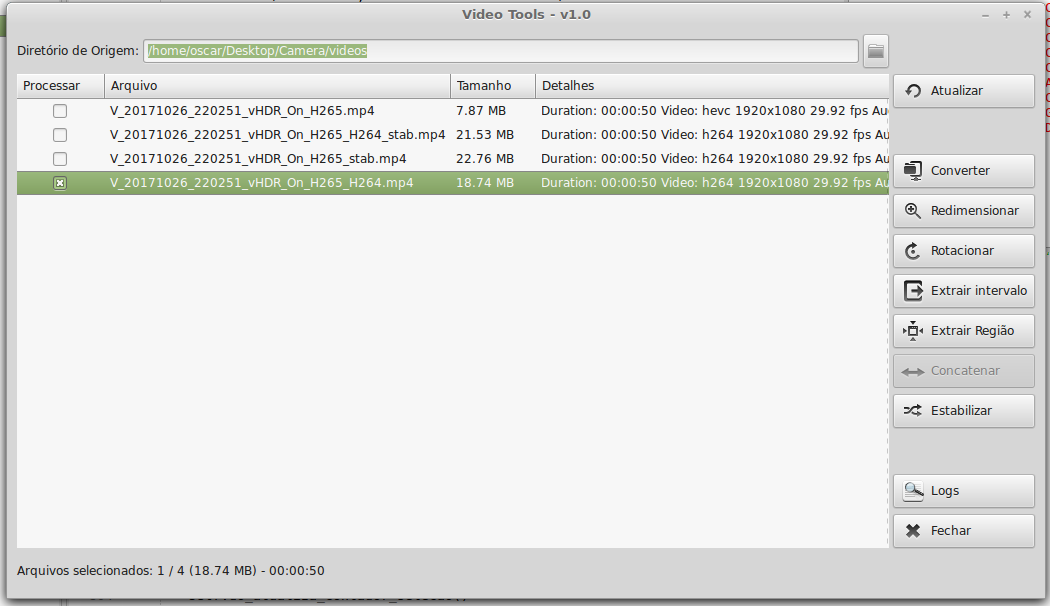 Video Tools - v1.0
Diretório de Origem: /home/oscar/Desktop/Camera/videos
Processar Arquivo Tamanho Detalhes
V_20171026_220251_vHDR_On_H265.mp4 7.87 MB Duration: 00:00:50 Video: hevc 1920x1080 29.92 fps Au
V_20171026_220251_vHDR_On_H265_H264_stab.mp4 21.53 MB Duration: 00:00:50 Video: h264 1920x1080 29.92 fps Au
V_20171026_220251_vHDR_On_H265_stab.mp4 22.76 MB Duration: 00:00:50 Video: h264 1920x1080 29.92 fps Au
V_20171026_220251_vHDR_On_H265_H264.mp4 18.74 MB Duration: 00:00:50 Video: h264 1920x1080 29.92 fps Au
Atualizar
Converter
Redimensionar
Rotacionar
Extrair intervalo
Extrair Região
Concatenar
Estabilizar
Logs
Fechar
Arquivos selecionados: 1 / 4 (18.74 MB) - 00:00:50